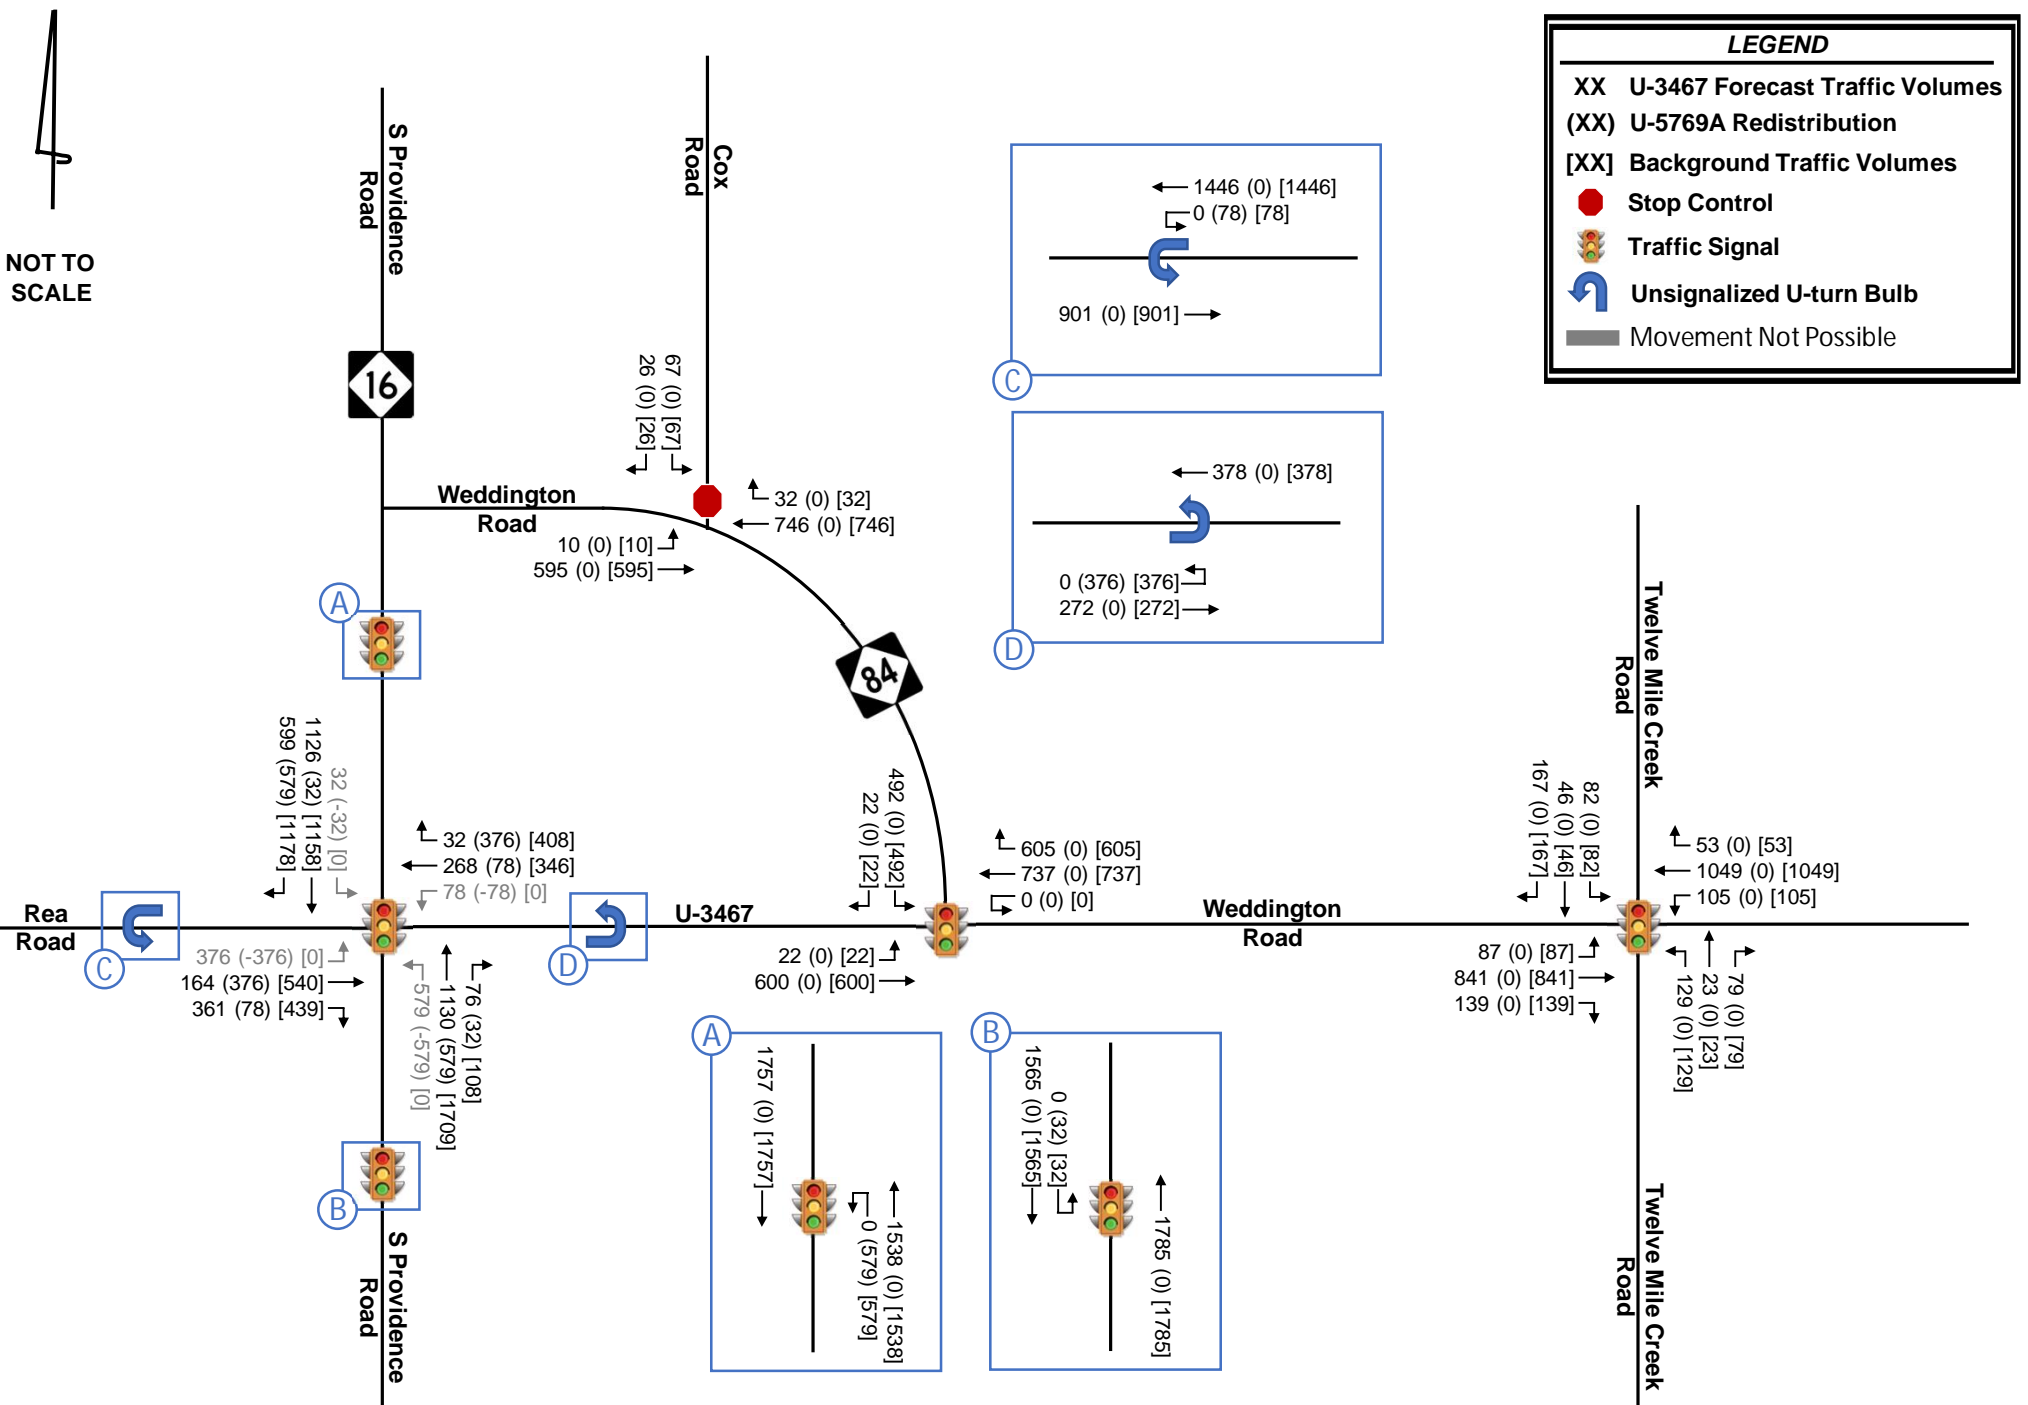 LEGEND
XX U-3467 Forecast Traffic Volumes
(XX) U-5769A Redistribution
[XX] Background Traffic Volumes
Stop Control
Traffic Signal
Unsignalized U-turn Bulb
Movement Not Possible
NOT TO
SCALE
S Providence
Road
Cox
Road
16
1446 (0) [1446]
0 (78) [78]
901 (0) [901]
C
67 (0) [67]
26 (0) [26]
Weddington
Road
32 (0) [32]
746 (0) [746]
10 (0) [10]
595 (0) [595]
378 (0) [378]
0 (376) [376]
272 (0) [272]
D
A
84
Twelve Mile Creek
Road
32 (-32) [0]
1126 (32) [1158]
599 (579) [1178]
32 (376) [408]
268 (78) [346]
78 (-78) [0]
492 (0) [492]
22 (0) [22]
605 (0) [605]
737 (0) [737]
0 (0) [0]
82 (0) [82]
46 (0) [46]
167 (0) [167]
53 (0) [53]
1049 (0) [1049]
105 (0) [105]
Rea
Road
C
U-3467
D
Weddington
Road
376 (-376) [0]
164 (376) [540]
361 (78) [439]
76 (32) [108]
1130 (579) [1709]
579 (-579) [0]
22 (0) [22]
600 (0) [600]
87 (0) [87]
841 (0) [841]
139 (0) [139]
79 (0) [79]
23 (0) [23]
129 (0) [129]
A
1757 (0) [1757]
1538 (0) [1538]
0 (579) [579]
B
0 (32) [32]
1565 (0) [1565]
1785 (0) [1785]
B
S Providence
Road
Twelve Mile Creek
Road